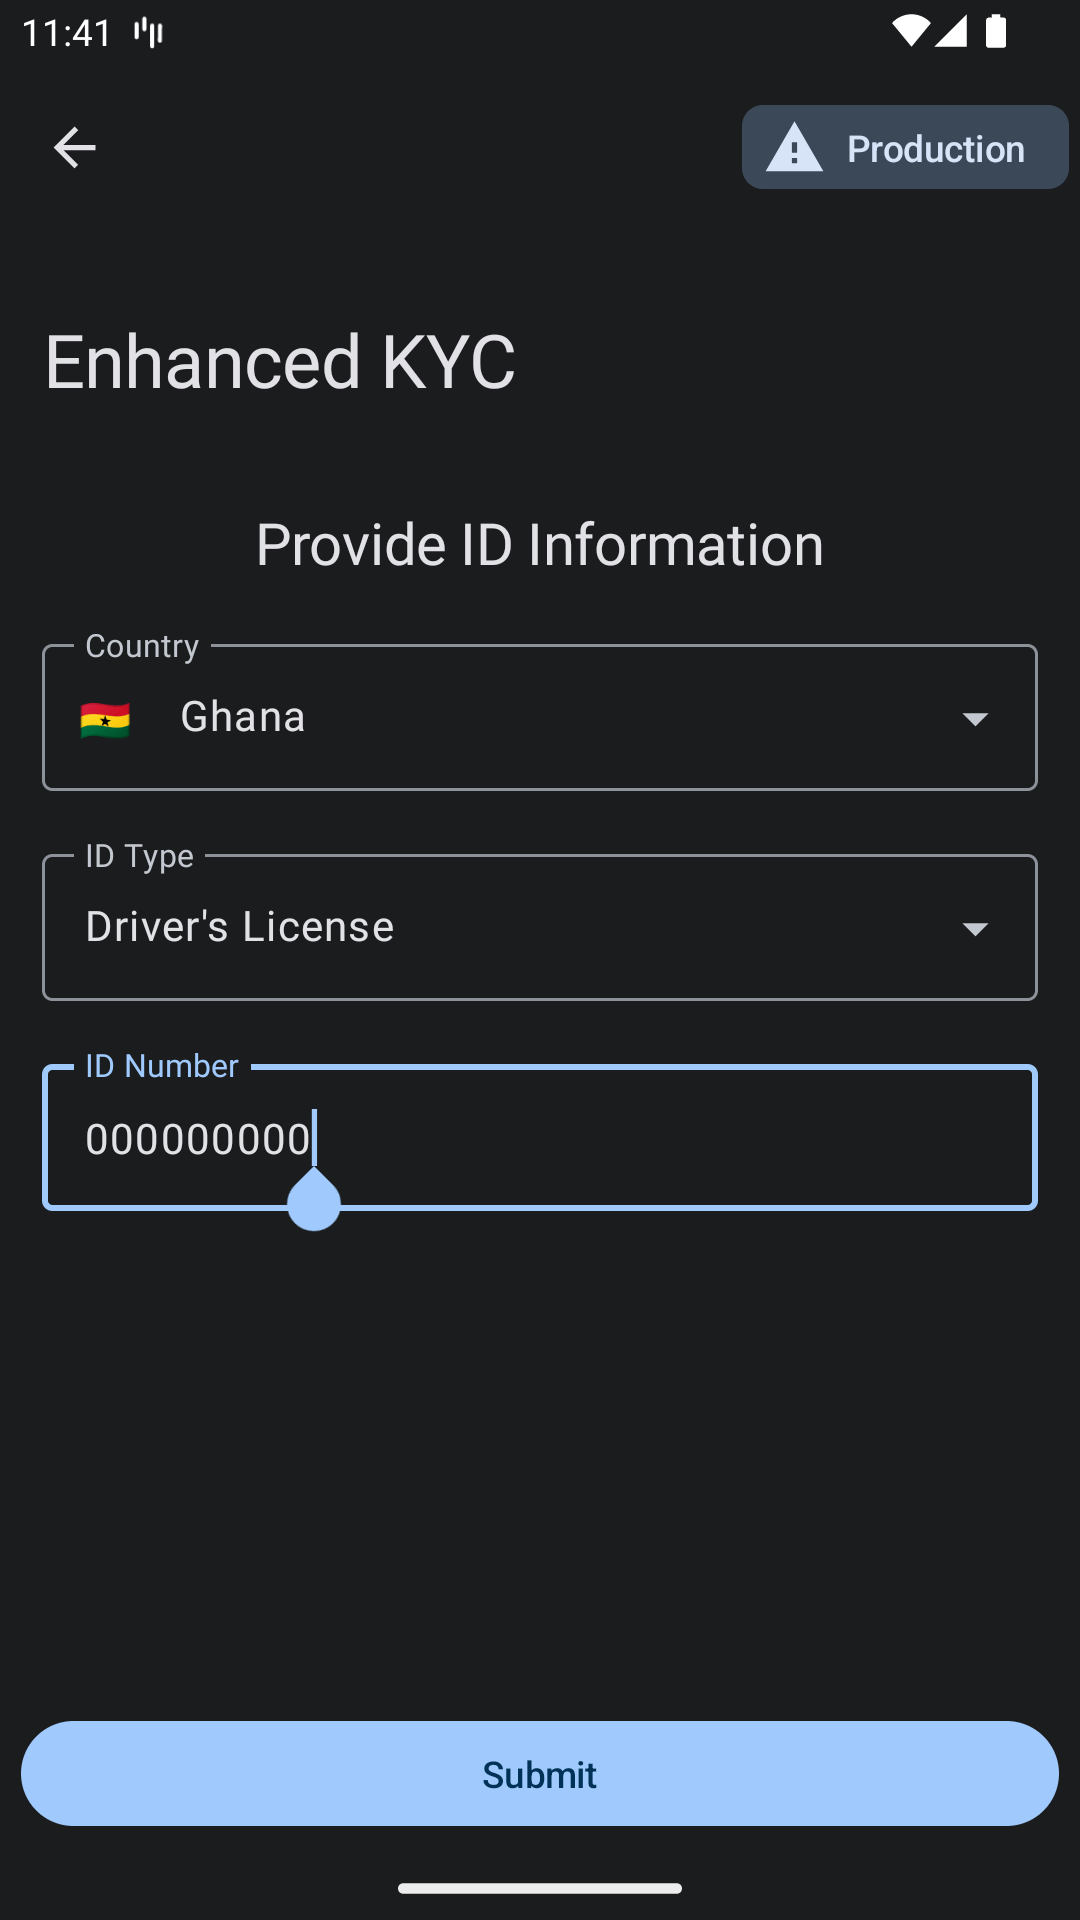 11:41
Production
Enhanced KYC
Provide ID Information
Country
Ghana
ID Type
Driver's License
ID Number
000000000
Submit